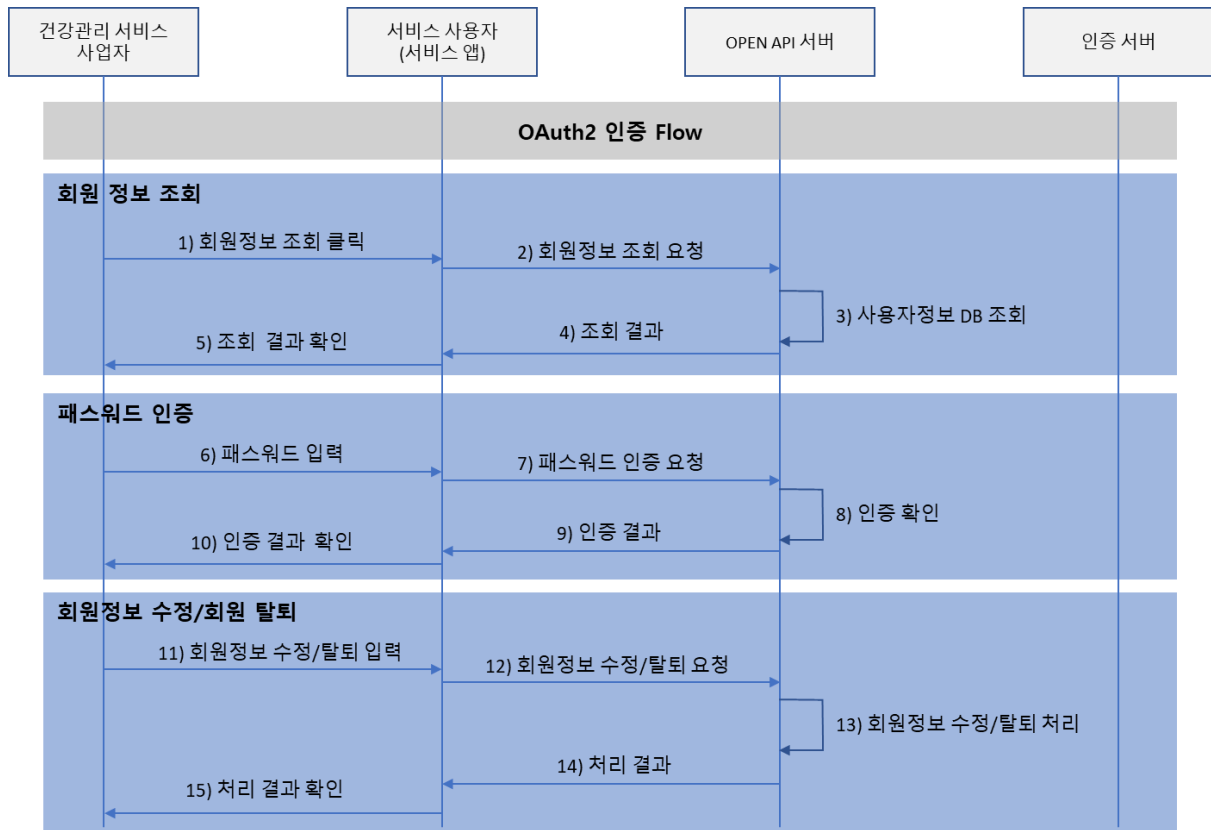 건강관리 서비스
사업자
서비스 사용자
(서비스 앱)
OPEN API 서버
인증 서버
OAuth2 인증 Flow
회원 정보 조회
1) 회원정보 조회 클릭
2) 회원정보 조회 요청
3) 사용자정보 DB 조회
4) 조회 결과
5) 조회 결과 확인
패스워드 인증
6) 패스워드 입력
7) 패스워드 인증 요청
8) 인증 확인
9) 인증 결과
10) 인증 결과 확인
회원정보 수정/회원 탈퇴
11) 회원정보 수정/탈퇴 입력
12) 회원정보 수정/탈퇴 요청
13) 회원정보 수정/탈퇴 처리
14) 처리 결과
15) 처리 결과 확인